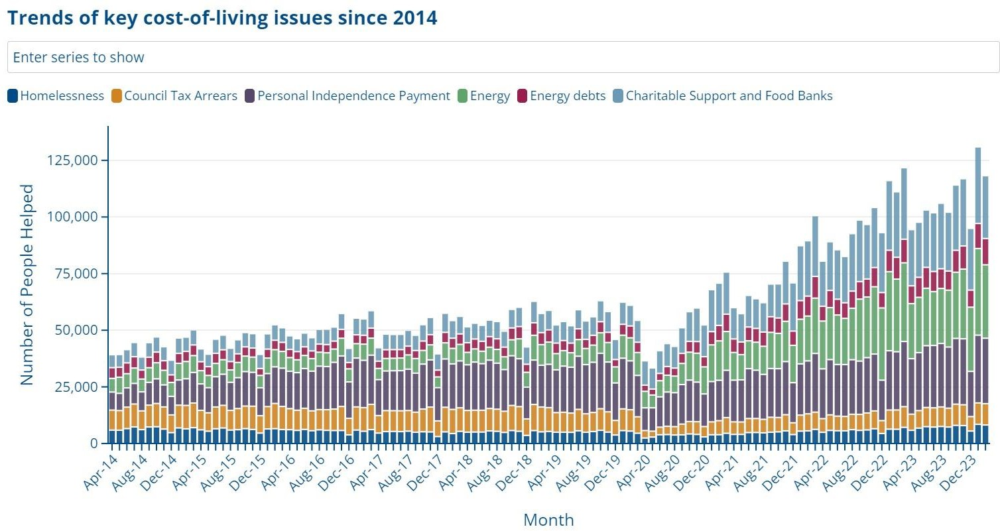 Trends of key cost-of-living issues since 2014
Enter series to show
Homelessness Council Tax Arrears Personal Independence Payment Energy Energy debts Charitable Support and Food Banks
Number of People Helped
125,000
100,000
75,000
50,000
25,000
0
Apr-14 Aug-14 Dec-14 Apr-15 Aug-15 Dec-15 Apr-16 Aug-16 Dec-16 Apr-17 Aug-17 Dec-17 Apr-18 Aug-18 Dec-18 Apr-19 Aug-19 Dec-19 Apr-20 Aug-20 Dec-20 Apr-21 Aug-21 Dec-21 Apr-22 Aug-22 Dec-22 Apr-23 Aug-23 Dec-23
Month